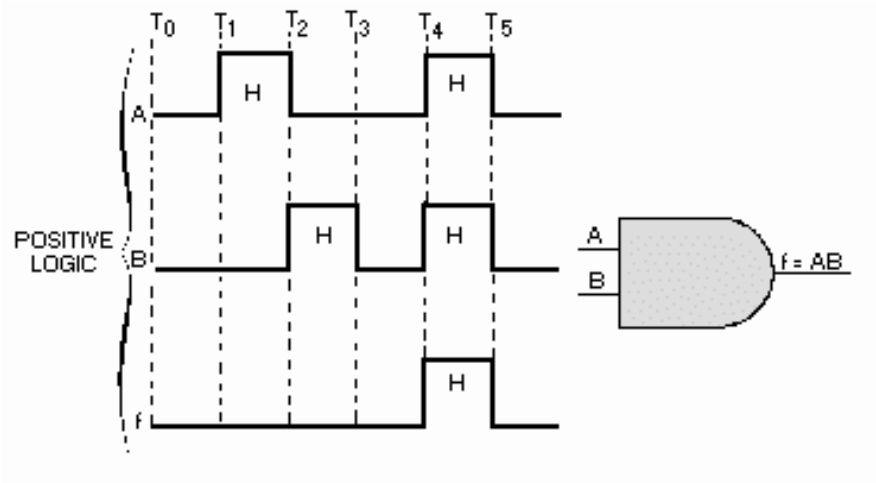 T0 T1 T2 T3 T4 T5
H H
A
H H
POSITIVE
LOGIC
B
A
B
f = AB
H
f